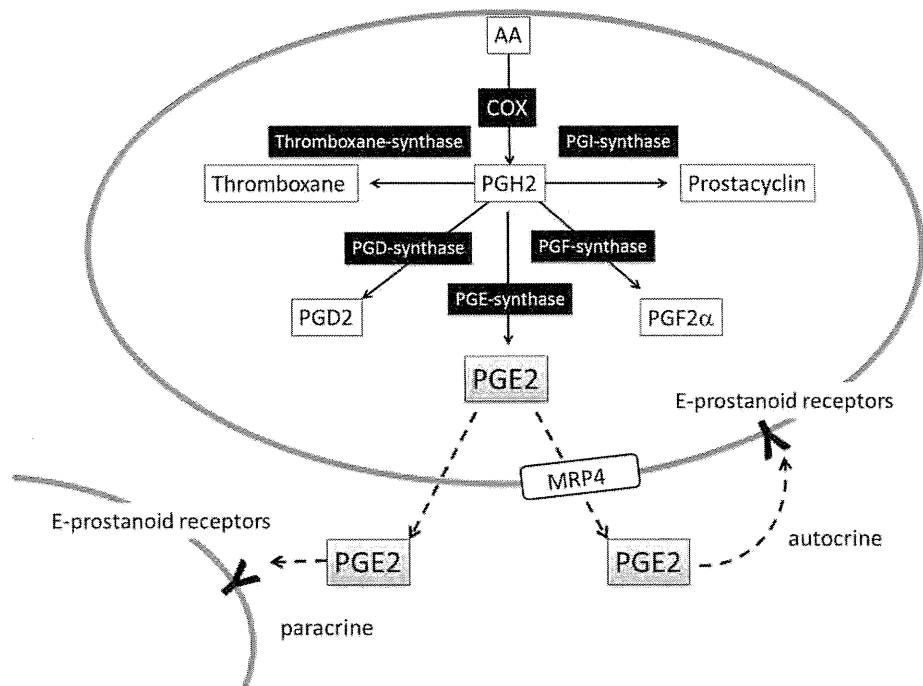 AA
COX
Thromboxane-synthase
PGI-synthase
Thromboxane
PGH2
Prostacyclin
PGD-synthase
PGF-synthase
PGE-synthase
PGD2
PGF2α
PGE2
E-prostanoid receptors
MRP4
E-prostanoid receptors
PGE2
PGE2
autocrine
paracrine